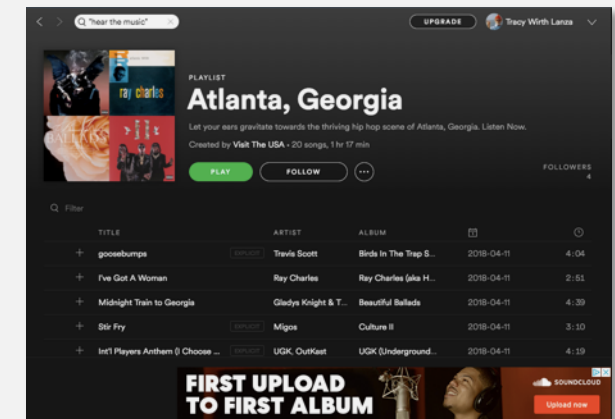 "hear the music"
UPGRADE
Tracy Wirth Lanza
ray charles
PLAYLIST
Atlanta, Georgia
Let your ears gravitate towards the thriving hip hop scene of Atlanta, Georgia. Listen Now.
Created by Visit The USA • 20 songs, 1 hr 17 min
PLAY
FOLLOW
FOLLOWERS
4
Filter
TITLE ARTIST ALBUM
goosebumps EXPLICIT Travis Scott Birds In The Trap S... 2018-04-11 4:04
I've Got A Woman Ray Charles Ray Charles (aka H... 2018-04-11 2:51
Midnight Train to Georgia Gladys Knight & T... Beautiful Ballads 2018-04-11 4:39
Stir Fry EXPLICIT Migos Culture II 2018-04-11 3:10
Int'l Players Anthem (I Choose ... EXPLICIT UGK, OutKast UGK (Underground... 2018-04-11 4:19
FIRST UPLOAD
TO FIRST ALBUM
SOUNDCLOUD
Upload now